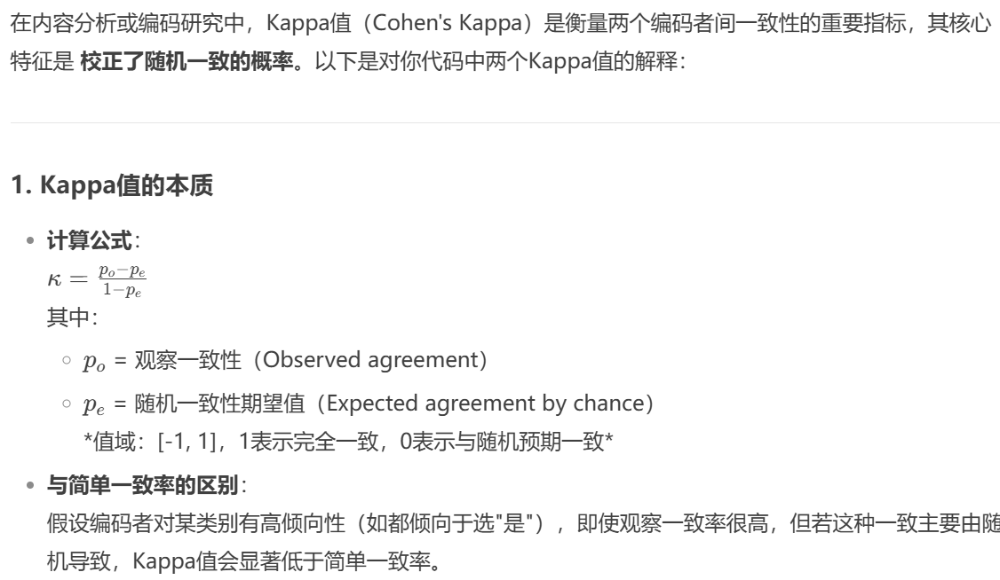 在内容分析或编码研究中，Kappa值（Cohen's Kappa）是衡量两个编码者间一致性的重要指标，其核心
特征是 校正了随机一致的概率。以下是对你代码中两个Kappa值的解释：
1. Kappa值的本质
• 计算公式：
κ = \frac{p_o - p_e}{1 - p_e}
其中：
○ p_o = 观察一致性（Observed agreement）
○ p_e = 随机一致性期望值（Expected agreement by chance）
*值域：[-1, 1]，1表示完全一致，0表示与随机预期一致*
• 与简单一致率的区别：
假设编码者对某类别有高倾向性（如都倾向于选"是"），即使观察一致率很高，但若这种一致主要由随
机导致，Kappa值会显著低于简单一致率。